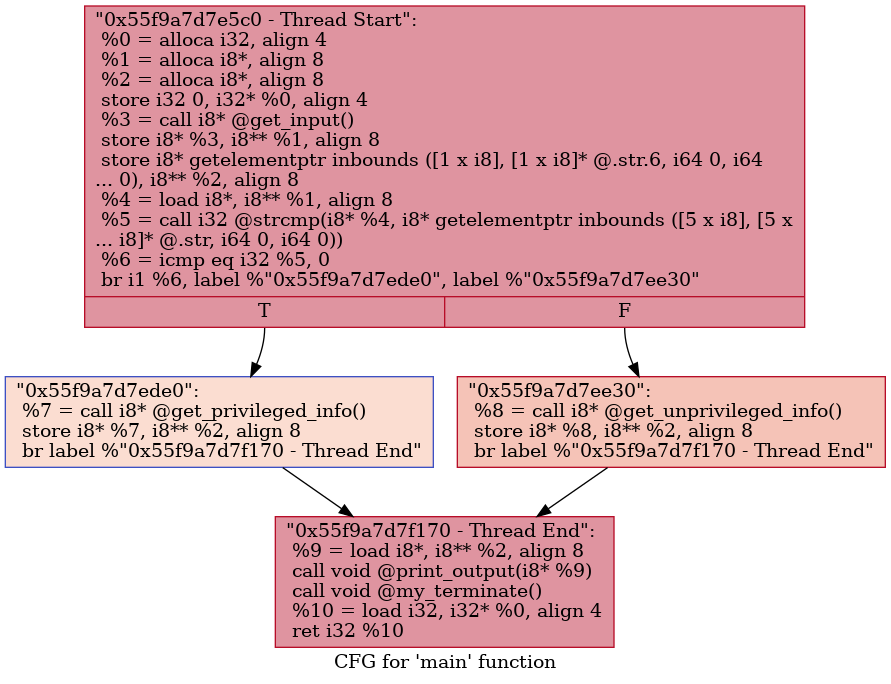 "0x55f9a7d7e5c0 - Thread Start":
%0 = alloca i32, align 4
%1 = alloca i8*, align 8
%2 = alloca i8*, align 8
store i32 0, i32* %0, align 4
%3 = call i8* @get_input()
store i8* %3, i8** %1, align 8
store i8* getelementptr inbounds ([1 x i8], [1 x i8]* @.str.6, i64 0, i64
... 0), i8** %2, align 8
%4 = load i8*, i8** %1, align 8
%5 = call i32 @strcmp(i8* %4, i8* getelementptr inbounds ([5 x i8], [5 x
... i8]* @.str, i64 0, i64 0))
%6 = icmp eq i32 %5, 0
br i1 %6, label %"0x55f9a7d7ede0", label %"0x55f9a7d7ee30"
T
F
"0x55f9a7d7ede0":
%7 = call i8* @get_privileged_info()
store i8* %7, i8** %2, align 8
br label %"0x55f9a7d7f170 - Thread End"
"0x55f9a7d7ee30":
%8 = call i8* @get_unprivileged_info()
store i8* %8, i8** %2, align 8
br label %"0x55f9a7d7f170 - Thread End"
"0x55f9a7d7f170 - Thread End":
%9 = load i8*, i8** %2, align 8
call void @print_output(i8* %9)
call void @my_terminate()
%10 = load i32, i32* %0, align 4
ret i32 %10
CFG for 'main' function